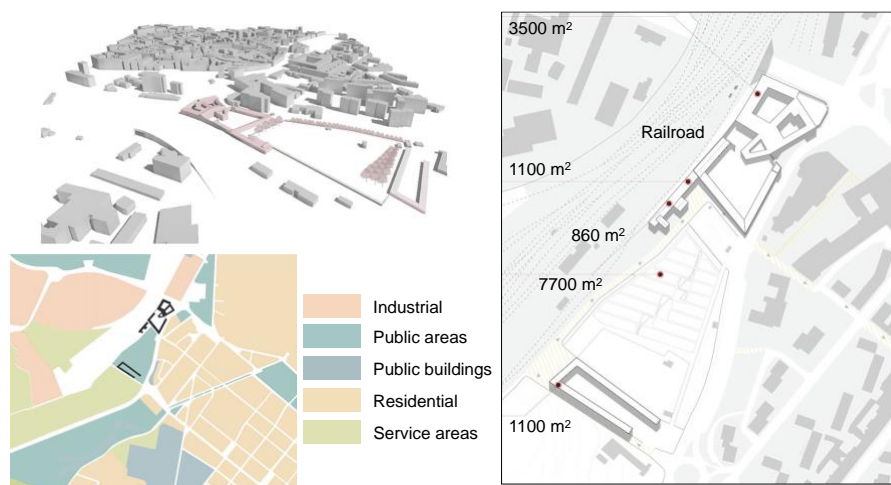 3500 m²
Railroad
1100 m²
860 m²
7700 m²
1100 m²
Industrial
Public areas
Public buildings
Residential
Service areas